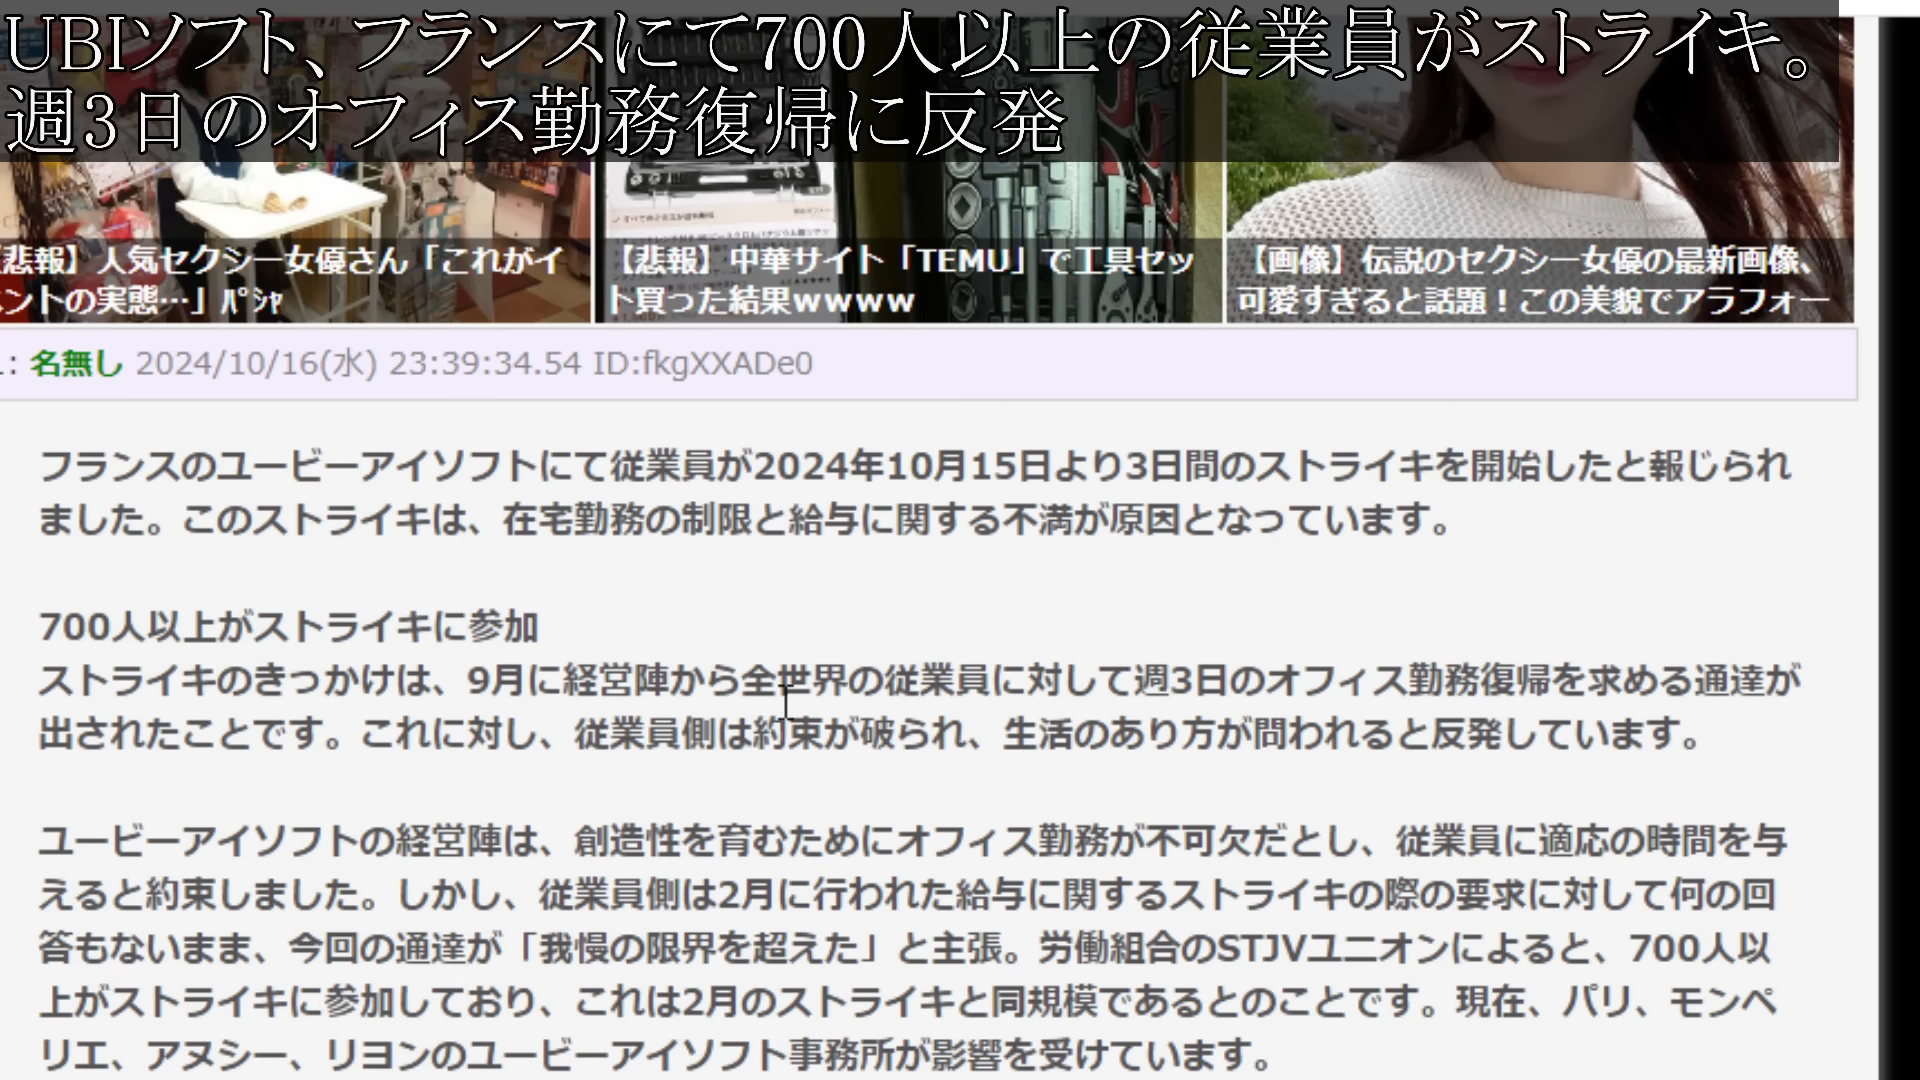 UBIソフト、フランスにて700人以上の従業員がストライキ。
週3日のオフィス勤務復帰に反発
悲報】人気セクシー女優さん「これがイ
ントの実態…」ﾊﾟｼｬ
【悲報】中華サイト「TEMU」で工具セッ
ト買った結果wwww
【画像】伝説のセクシー女優の最新画像、
可愛すぎると話題！この美貌でアラフォー
: 名無し 2024/10/16(水) 23:39:34.54 ID:fkgXXADe0
フランスのユービーアイソフトにて従業員が2024年10月15日より3日間のストライキを開始したと報じられ
ました。このストライキは、在宅勤務の制限と給与に関する不満が原因となっています。
700人以上がストライキに参加
ストライキのきっかけは、9月に経営陣から全世界の従業員に対して週3日のオフィス勤務復帰を求める通達が
出されたことです。これに対し、従業員側は約束が破られ、生活のあり方が問われると反発しています。
ユービーアイソフトの経営陣は、創造性を育むためにオフィス勤務が不可欠だとし、従業員に適応の時間を与
えると約束しました。しかし、従業員側は2月に行われた給与に関するストライキの際の要求に対して何の回
答もないまま、今回の通達が「我慢の限界を超えた」と主張。労働組合のSTJVユニオンによると、700人以
上がストライキに参加しており、これは2月のストライキと同規模であるとのことです。現在、パリ、モンペ
リエ、アヌシー、リヨンのユービーアイソフト事務所が影響を受けています。